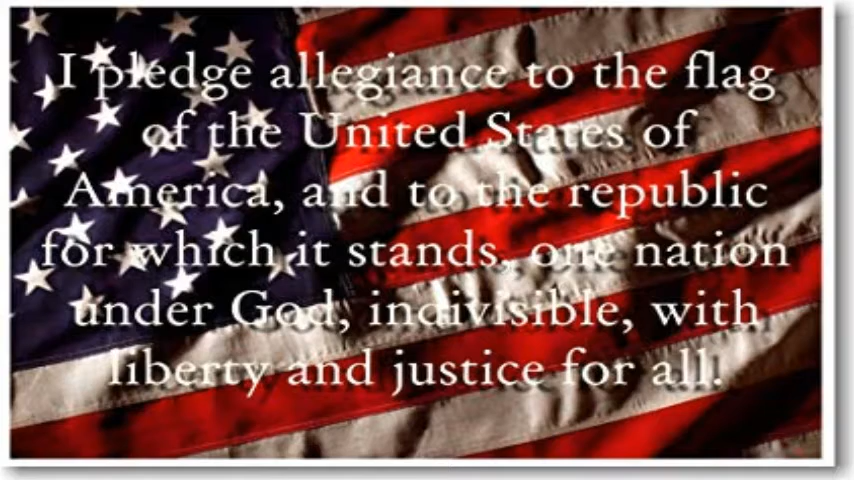 I pledge allegiance to the flag
of the United States of
America, and to the republic
for which it stands, one nation
under God, indivisible, with
liberty and justice for all.